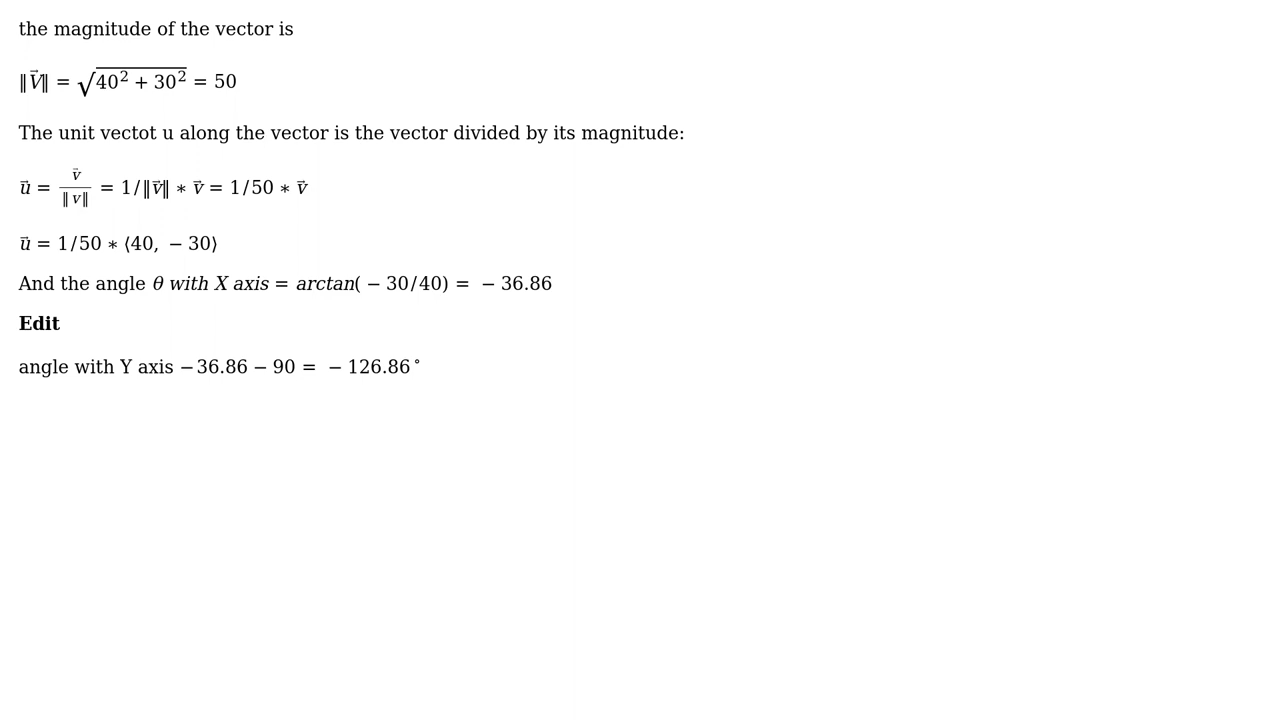 the magnitude of the vector is
‖V⃗‖ = √(40² + 30²) = 50
The unit vectot u along the vector is the vector divided by its magnitude:
u⃗ = v⃗/‖ v‖ = 1/‖v⃗‖ ∗ v⃗ = 1/50 ∗ v⃗
u⃗ = 1/50 ∗ ⟨40, − 30⟩
And the angle θ with X axis = arctan( − 30/40) = − 36.86
Edit
angle with Y axis −36.86 − 90 = − 126.86°